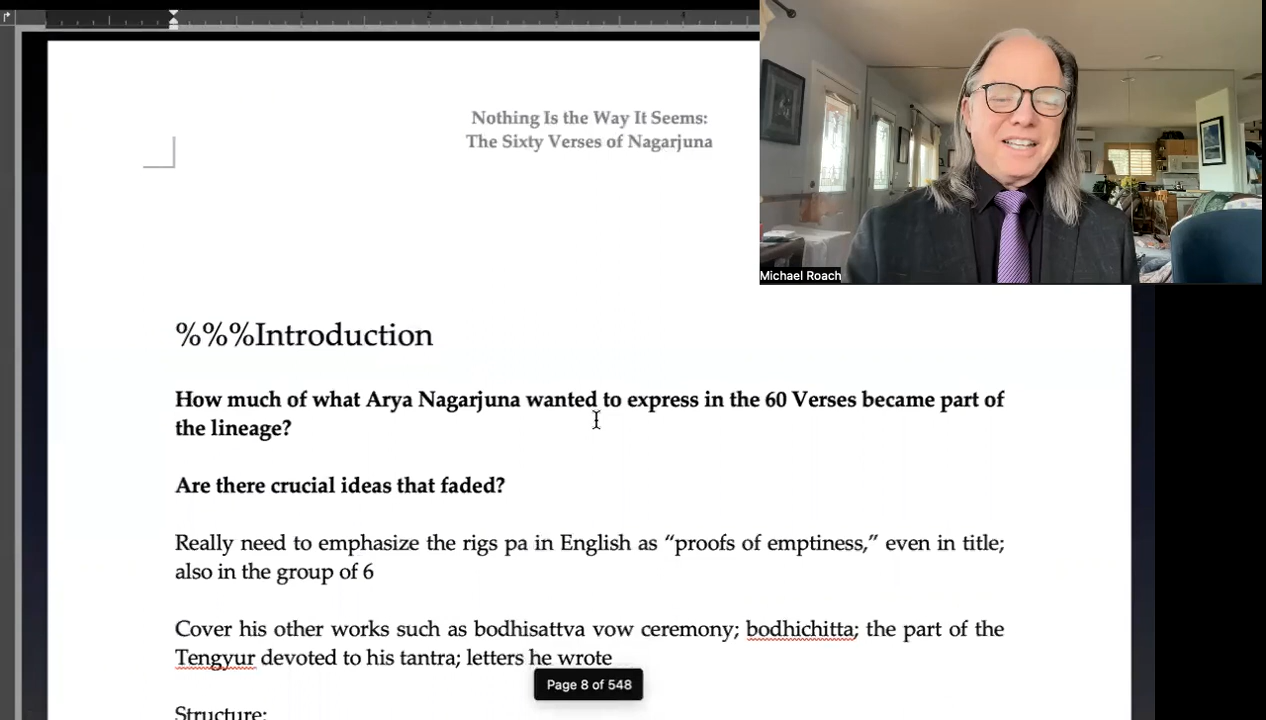 Nothing Is the Way It Seems:
The Sixty Verses of Nagarjuna
Michael Roach
%%%Introduction
How much of what Arya Nagarjuna wanted to express in the 60 Verses became part of
the lineage?
Are there crucial ideas that faded?
Really need to emphasize the rigs pa in English as “proofs of emptiness,” even in title;
also in the group of 6
Cover his other works such as bodhisattva vow ceremony; bodhichitta; the part of the
Tengyur devoted to his tantra; letters he wrote
Page 8 of 548
Structure: